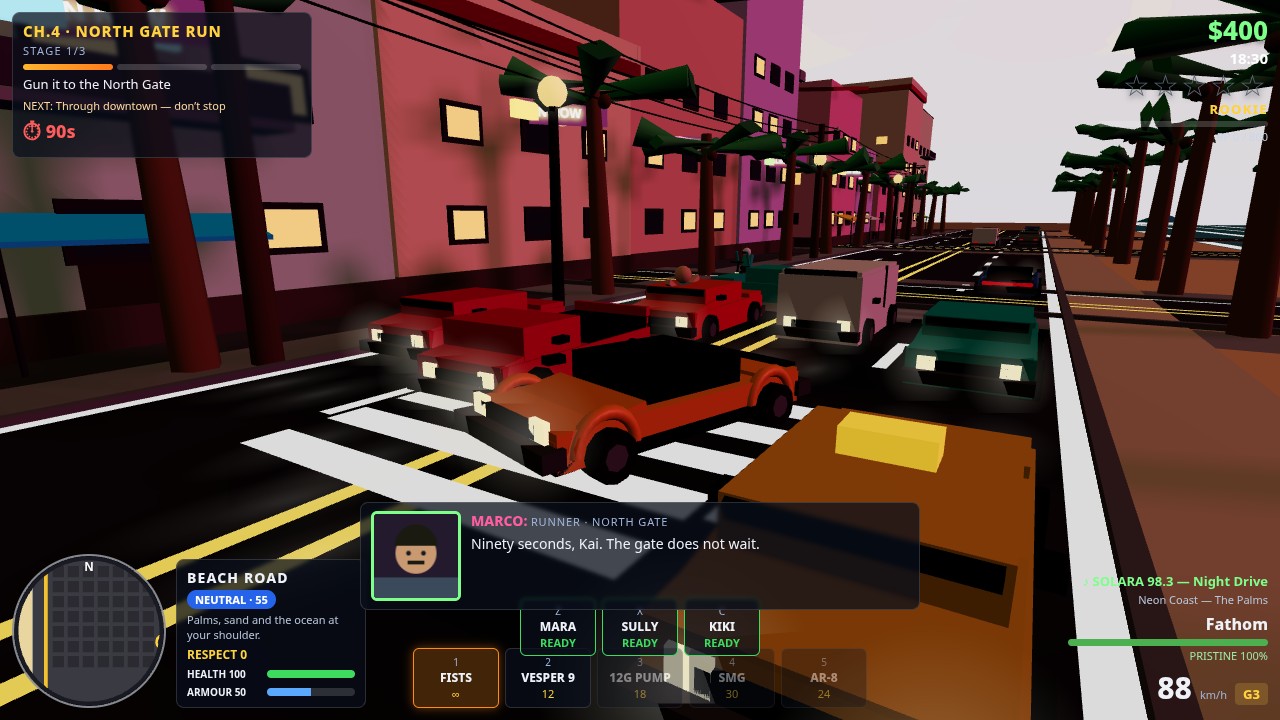 CH.4 · NORTH GATE RUN
STAGE 1/3
Gun it to the North Gate
NEXT: Through downtown — don't stop
90s
$400
18:30
ROOKIE
MARCO: RUNNER · NORTH GATE
Ninety seconds, Kai. The gate does not wait.
N
BEACH ROAD
NEUTRAL · 55
Palms, sand and the ocean at
your shoulder.
RESPECT 0
HEALTH 100
ARMOUR 50
Z
MARA
READY
X
SULLY
READY
C
KIKI
READY
1
FISTS
∞
2
VESPER 9
12
3
12G PUMP
18
4
SMG
30
5
AR-8
24
♪ SOLARA 98.3 — Night Drive
Neon Coast — The Palms
Fathom
PRISTINE 100%
88 km/h G3